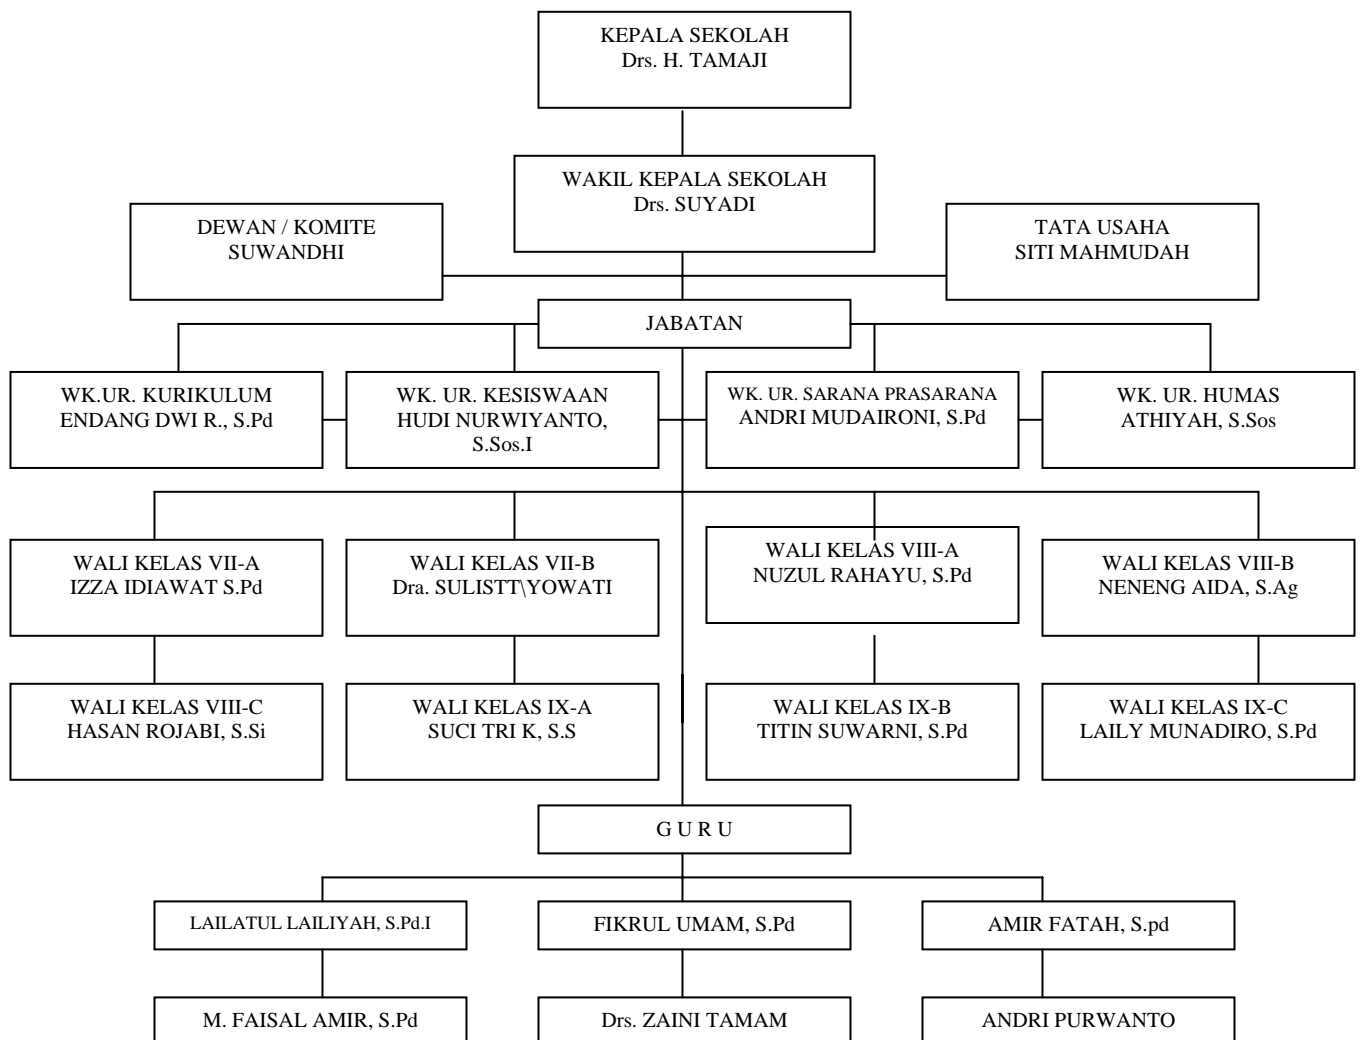 KEPALA SEKOLAH
Drs. H. TAMAJI
WAKIL KEPALA SEKOLAH
Drs. SUYADI
DEWAN / KOMITE
SUWANDHI
TATA USAHA
SITI MAHMUDAH
JABATAN
WK.UR. KURIKULUM
ENDANG DWI R., S.Pd
WK. UR. KESISWAAN
HUDI NURWIYANTO,
S.Sos.I
WK. UR. SARANA PRASARANA
ANDRI MUDAIRONI, S.Pd
WK. UR. HUMAS
ATHIYAH, S.Sos
WALI KELAS VII-A
IZZA IDIAWAT S.Pd
WALI KELAS VII-B
Dra. SULISTT\YOWATI
WALI KELAS VIII-A
NUZUL RAHAYU, S.Pd
WALI KELAS VIII-B
NENENG AIDA, S.Ag
WALI KELAS VIII-C
HASAN ROJABI, S.Si
WALI KELAS IX-A
SUCI TRI K, S.S
WALI KELAS IX-B
TITIN SUWARNI, S.Pd
WALI KELAS IX-C
LAILY MUNADIRO, S.Pd
G U R U
LAILATUL LAILIYAH, S.Pd.I
FIKRUL UMAM, S.Pd
AMIR FATAH, S.pd
M. FAISAL AMIR, S.Pd
Drs. ZAINI TAMAM
ANDRI PURWANTO